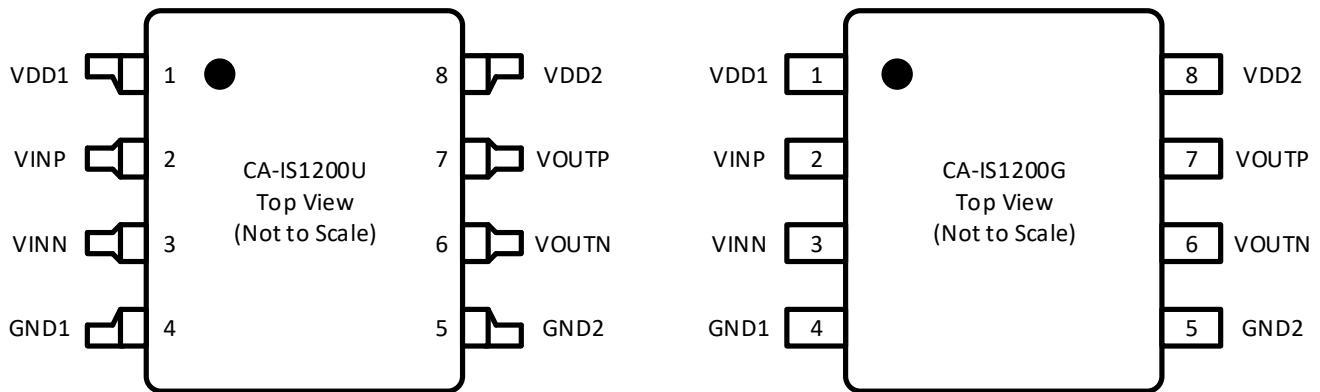 VDD1 1 8 VDD2
VINP 2 7 VOUTP
VINN 3 6 VOUTN
GND1 4 5 GND2
CA-IS1200U
Top View
(Not to Scale)
VDD1 1 8 VDD2
VINP 2 7 VOUTP
VINN 3 6 VOUTN
GND1 4 5 GND2
CA-IS1200G
Top View
(Not to Scale)